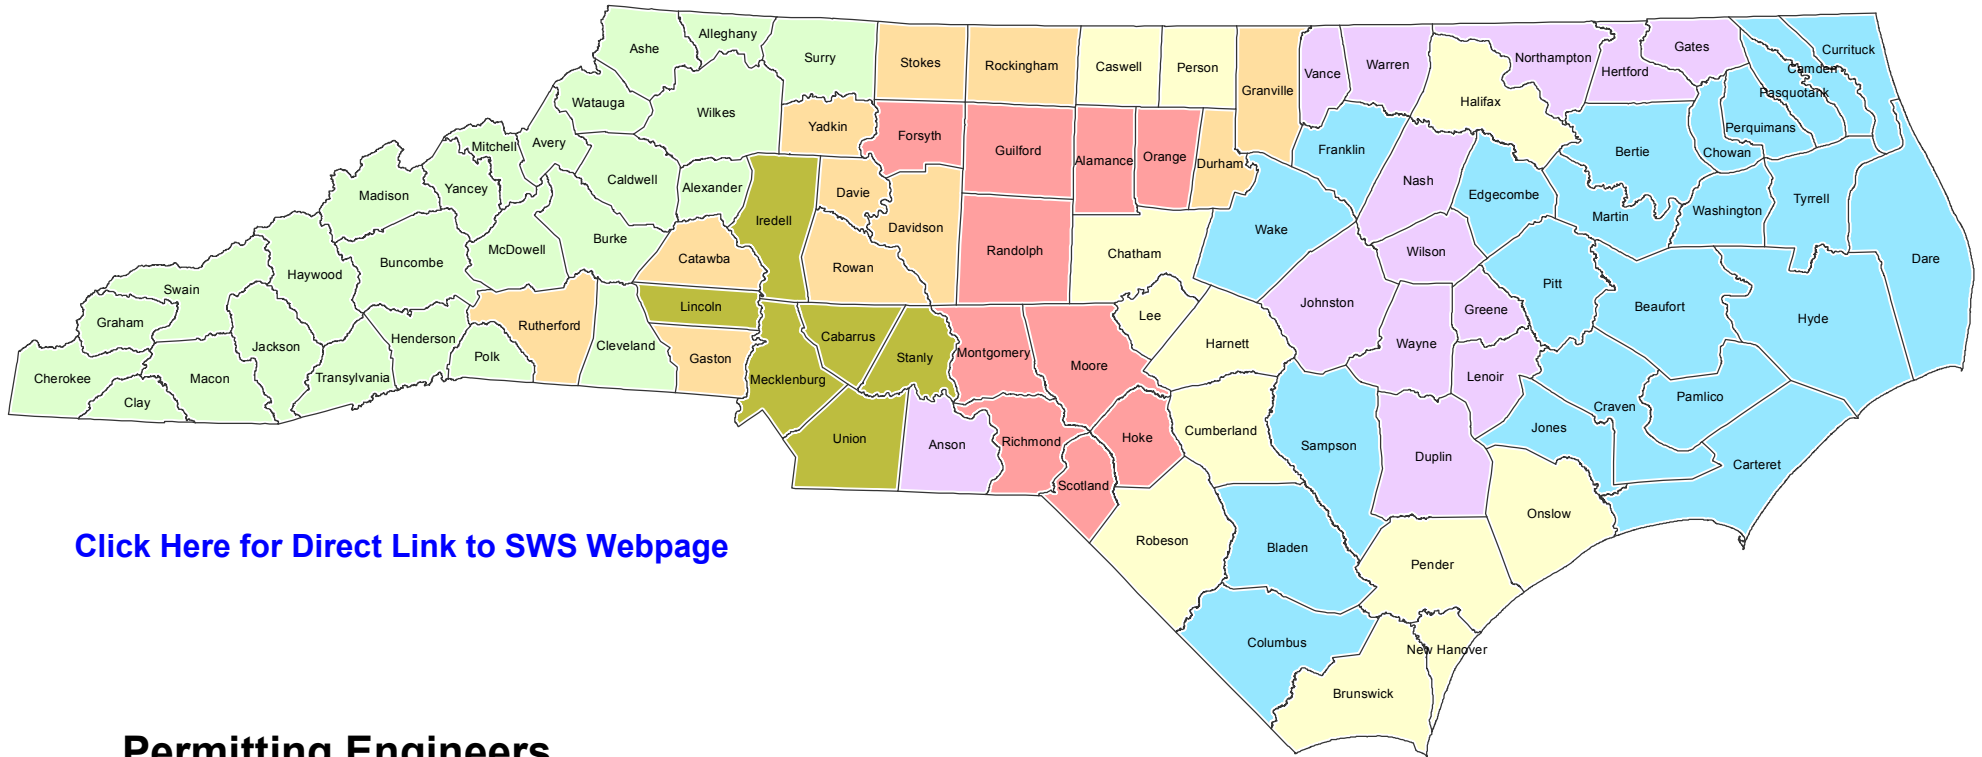 Ashe
Alleghany
Surry
Stokes
Rockingham
Caswell
Person
Granville
Vance
Warren
Northampton
Hertford
Gates
Currituck
Camden
Pasquotank
Perquimans
Chowan
Halifax
Watauga
Wilkes
Yadkin
Forsyth
Guilford
Alamance
Orange
Durham
Franklin
Nash
Edgecombe
Bertie
Martin
Washington
Tyrrell
Dare
Mitchell
Avery
Yancey
Madison
Caldwell
Alexander
Iredell
Davie
Davidson
Randolph
Chatham
Wake
Wilson
Pitt
Beaufort
Hyde
Swain
Haywood
Buncombe
McDowell
Burke
Catawba
Rowan
Lincoln
Graham
Jackson
Henderson
Polk
Rutherford
Cleveland
Gaston
Mecklenburg
Cabarrus
Stanly
Montgomery
Moore
Lee
Harnett
Johnston
Wayne
Greene
Lenoir
Craven
Pamlico
Cherokee
Clay
Macon
Transylvania
Union
Anson
Richmond
Scotland
Hoke
Cumberland
Sampson
Duplin
Jones
Carteret
Onslow
Robeson
Bladen
Pender
Columbus
Brunswick
New Hanover
Click Here for Direct Link to SWS Webpage
Permitting Engineers